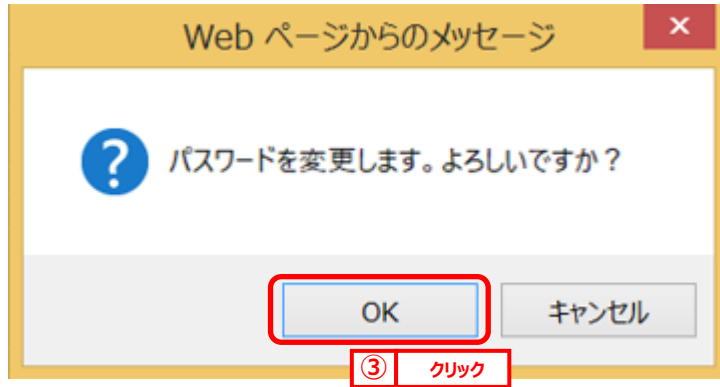 Web ページからのメッセージ
×
?
パスワードを変更します。よろしいですか？
OK
キャンセル
③ クリック